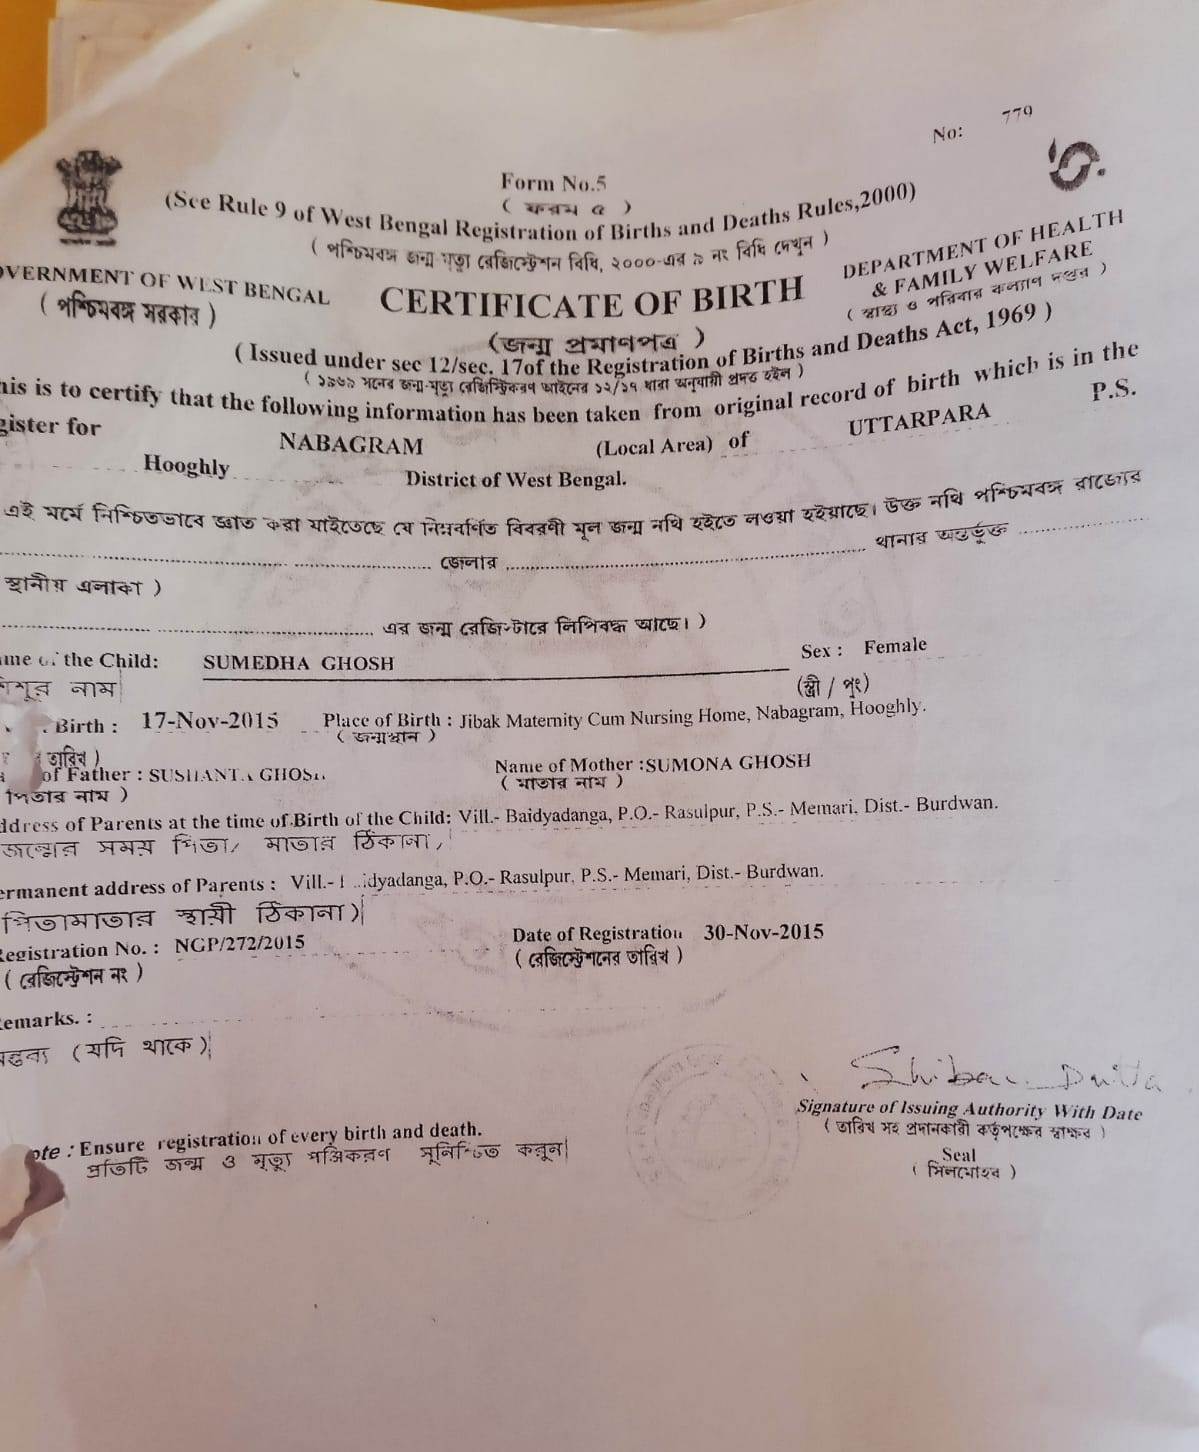 No: 779
Form No.5
( ফরম ৫ )
(See Rule 9 of West Bengal Registration of Births and Deaths Rules,2000)
( পশ্চিমবঙ্গ জন্ম মৃত্যু রেজিস্ট্রেশন বিধি, ২০০০-এর ৯ নং বিধি দেখুন )
OVERNMENT OF WEST BENGAL
( পশ্চিমবঙ্গ সরকার )
CERTIFICATE OF BIRTH
(জন্ম প্রমাণপত্র )
DEPARTMENT OF HEALTH
& FAMILY WELFARE
( স্বাস্থ্য ও পরিবার কল্যাণ দপ্তর )
( Issued under sec 12/sec. 17of the Registration of Births and Deaths Act, 1969 )
( ১৯৬৯ সনের জন্ম-মৃত্যু রেজিস্ট্রিকরণ আইনের ১২/১৭ ধারা অনুযায়ী প্রদত্ত হইল )
his is to certify that the following information has been taken from original record of birth which is in the
gister for NABAGRAM (Local Area) of UTTARPARA P.S.
Hooghly District of West Bengal.
এই মর্মে নিশ্চিতভাবে জ্ঞাত করা যাইতেছে যে নিম্নবর্ণিত বিবরণী মূল জন্ম নথি হইতে লওয়া হইয়াছে। উক্ত নথি পশ্চিমবঙ্গ রাজ্যের
জেলার থানার অন্তর্ভুক্ত
স্থানীয় এলাকা )
এর জন্ম রেজিস্টারে লিপিবদ্ধ আছে। )
ame of the Child: SUMEDHA GHOSH Sex : Female
শিশুর নাম (স্ত্রী / পুং)
Birth : 17-Nov-2015 Place of Birth : Jibak Maternity Cum Nursing Home, Nabagram, Hooghly.
তারিখ ) ( জন্মস্থান )
of Father : SUSHANTA GHOSH Name of Mother :SUMONA GHOSH
পিতার নাম ) ( মাতার নাম )
ddress of Parents at the time of Birth of the Child: Vill.- Baidyadanga, P.O.- Rasulpur, P.S.- Memari, Dist.- Burdwan.
জন্মের সময় পিতা, মাতার ঠিকানা,
ermanent address of Parents : Vill.- B idyadanga, P.O.- Rasulpur, P.S.- Memari, Dist.- Burdwan.
পিতামাতার স্থায়ী ঠিকানা)
Registration No. : NGP/272/2015 Date of Registration 30-Nov-2015
( রেজিস্ট্রেশন নং ) ( রেজিস্ট্রেশনের তারিখ )
Remarks. :
মন্তব্য (যদি থাকে)
Shiban Dutta
Signature of Issuing Authority With Date
( তারিখ সহ প্রদানকারী কর্তৃপক্ষের স্বাক্ষর )
Seal
( সিলমোহর )
ote : Ensure registration of every birth and death.
প্রতিটি জন্ম ও মৃত্যু পঞ্জিকরণ সুনিশ্চিত করুন